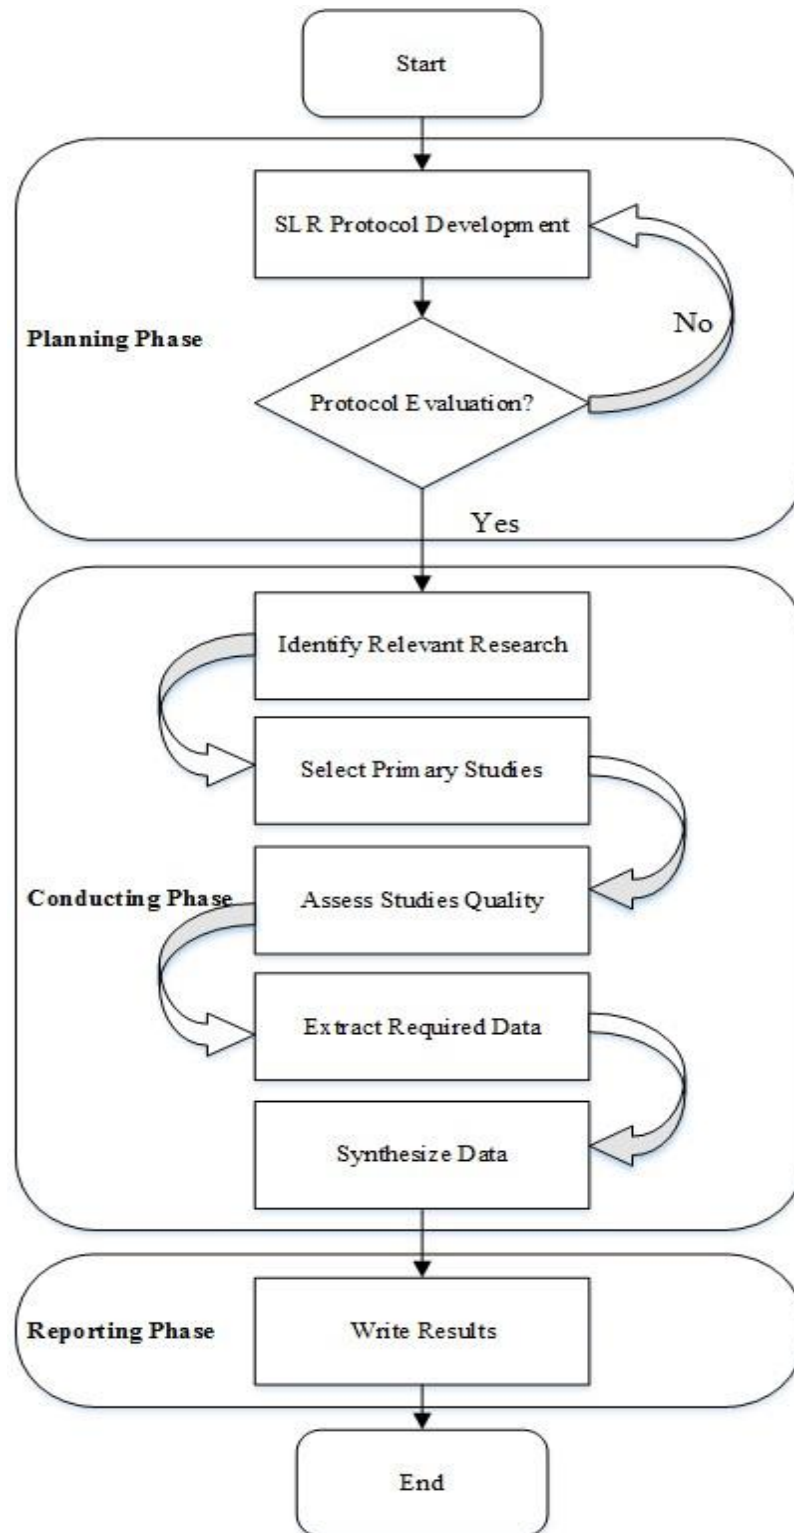 Start
SLR Protocol Development
No
Planning Phase
Protocol Evaluation?
Yes
Identify Relevant Research
Select Primary Studies
Conducting Phase
Assess Studies Quality
Extract Required Data
Synthesize Data
Reporting Phase
Write Results
End